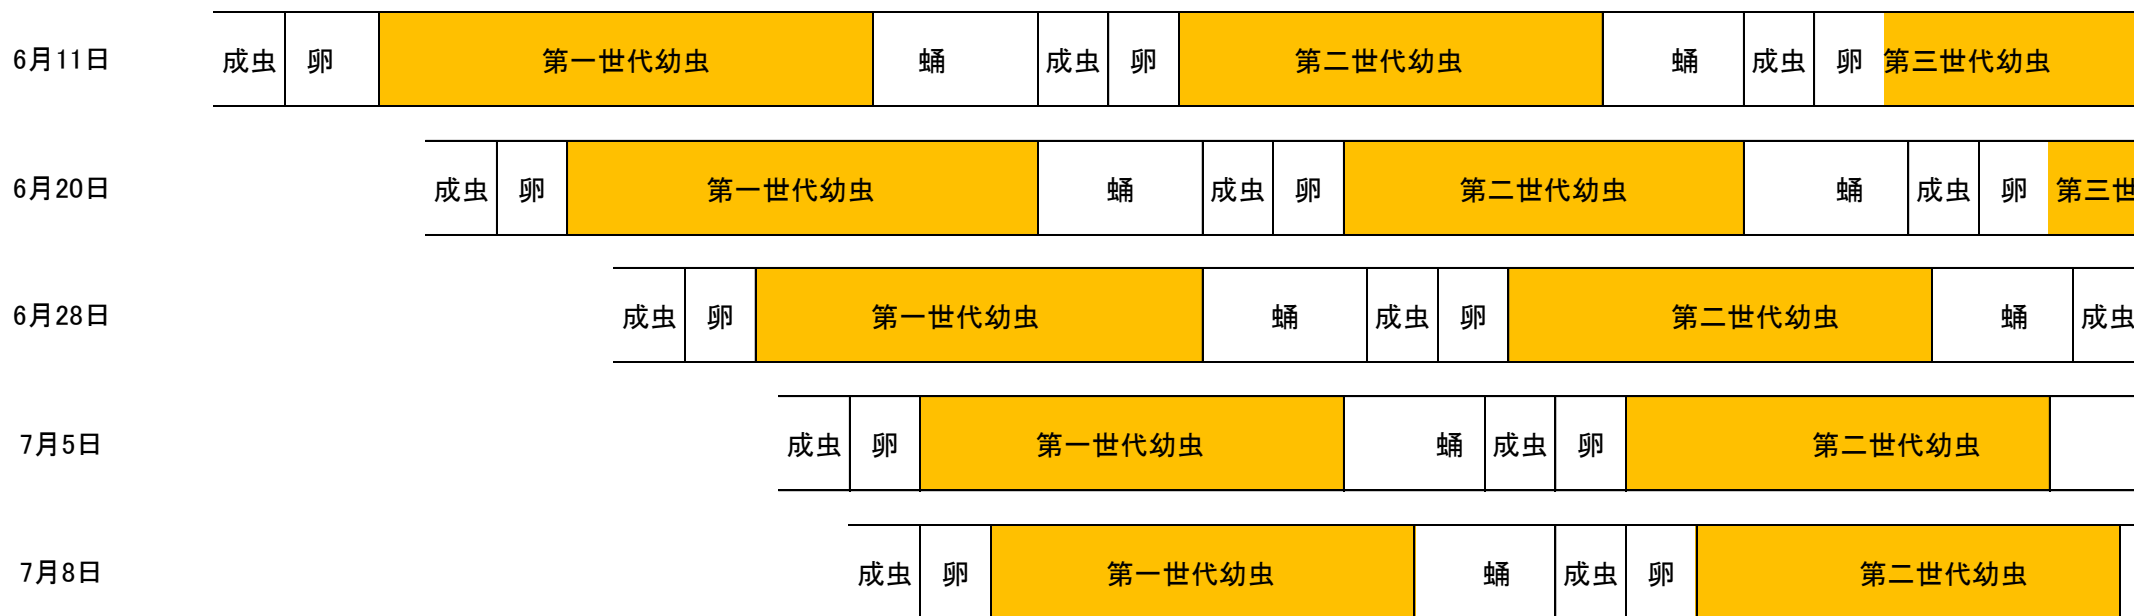 6月11日 成虫 卵 第一世代幼虫 蛹 成虫 卵 第二世代幼虫 蛹 成虫 卵 第三世代幼虫
6月20日 成虫 卵 第一世代幼虫 蛹 成虫 卵 第二世代幼虫 蛹 成虫 卵 第三世
6月28日 成虫 卵 第一世代幼虫 蛹 成虫 卵 第二世代幼虫 蛹 成虫
7月5日 成虫 卵 第一世代幼虫 蛹 成虫 卵 第二世代幼虫
7月8日 成虫 卵 第一世代幼虫 蛹 成虫 卵 第二世代幼虫